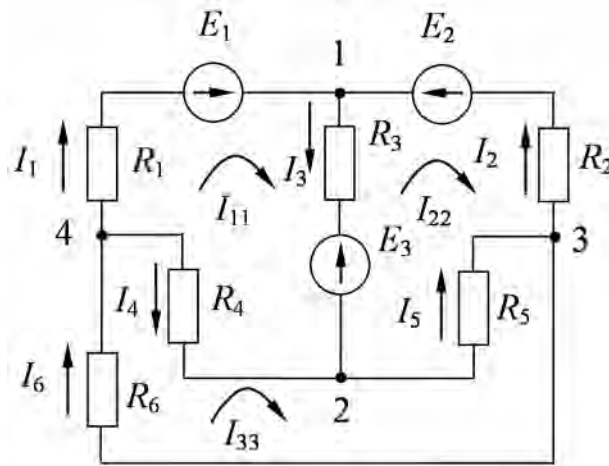 E₁ 1 E₂
I₁ R₁ I₃ R₃ I₂ R₂
I₁₁ I₂₂
4 E₃ 3
I₄ R₄ I₅ R₅
I₆ R₆ 2
I₃₃